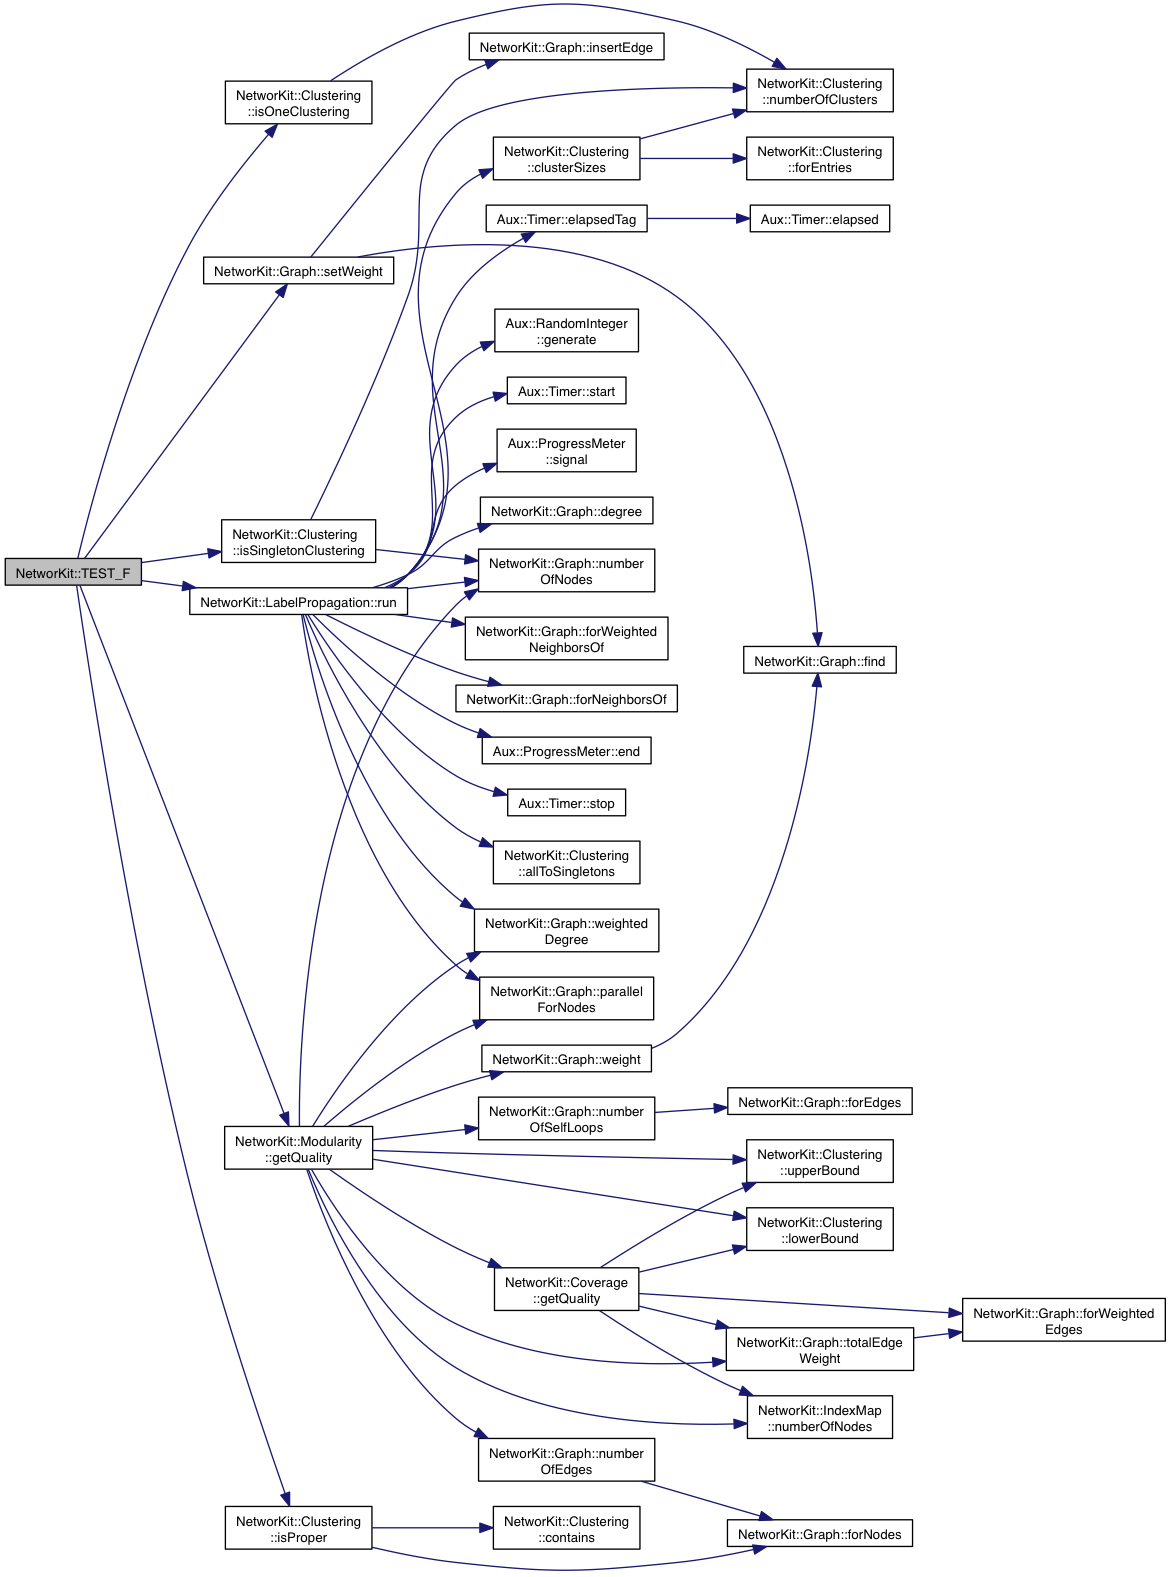 NetworKit::TEST_F
NetworKit::Clustering
::isOneClustering
NetworKit::Graph::setWeight
NetworKit::Clustering
::isSingletonClustering
NetworKit::LabelPropagation::run
NetworKit::Modularity
::getQuality
NetworKit::Clustering
::isProper
NetworKit::Graph::insertEdge
NetworKit::Clustering
::clusterSizes
Aux::Timer::elapsedTag
Aux::RandomInteger
::generate
Aux::Timer::start
Aux::ProgressMeter
::signal
NetworKit::Graph::degree
NetworKit::Graph::number
OfNodes
NetworKit::Graph::forWeighted
NeighborsOf
NetworKit::Graph::forNeighborsOf
Aux::ProgressMeter::end
Aux::Timer::stop
NetworKit::Clustering
::allToSingletons
NetworKit::Graph::weighted
Degree
NetworKit::Graph::parallel
ForNodes
NetworKit::Graph::weight
NetworKit::Graph::number
OfSelfLoops
NetworKit::Coverage
::getQuality
NetworKit::Graph::number
OfEdges
NetworKit::Clustering
::contains
NetworKit::Clustering
::numberOfClusters
NetworKit::Clustering
::forEntries
Aux::Timer::elapsed
NetworKit::Graph::find
NetworKit::Graph::forEdges
NetworKit::Clustering
::upperBound
NetworKit::Clustering
::lowerBound
NetworKit::Graph::totalEdge
Weight
NetworKit::IndexMap
::numberOfNodes
NetworKit::Graph::forNodes
NetworKit::Graph::forWeighted
Edges